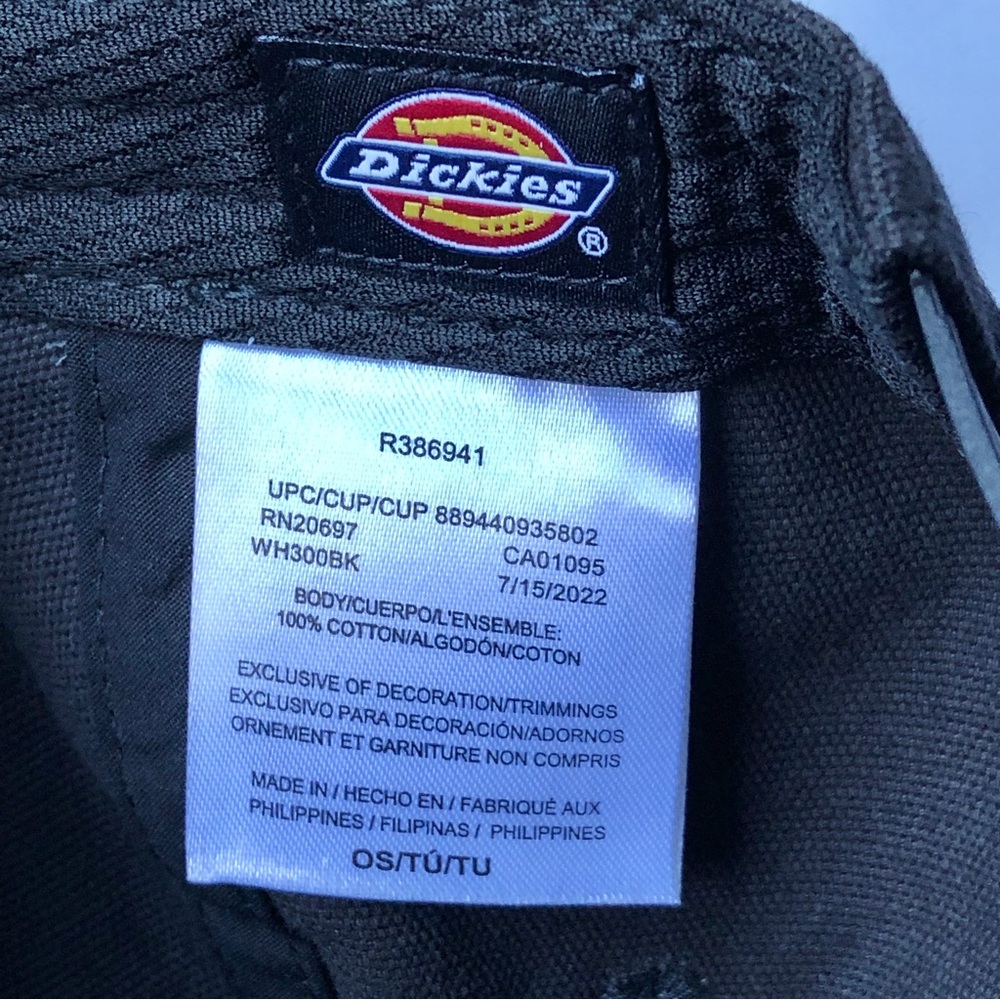 Dickies
®
R386941
UPC/CUP/CUP 889440935802
RN20697 CA01095
WH300BK 7/15/2022
BODY/CUERPO/L'ENSEMBLE:
100% COTTON/ALGODÓN/COTON
EXCLUSIVE OF DECORATION/TRIMMINGS
EXCLUSIVO PARA DECORACIÓN/ADORNOS
ORNEMENT ET GARNITURE NON COMPRIS
MADE IN / HECHO EN / FABRIQUÉ AUX
PHILIPPINES / FILIPINAS / PHILIPPINES
OS/TÚ/TU